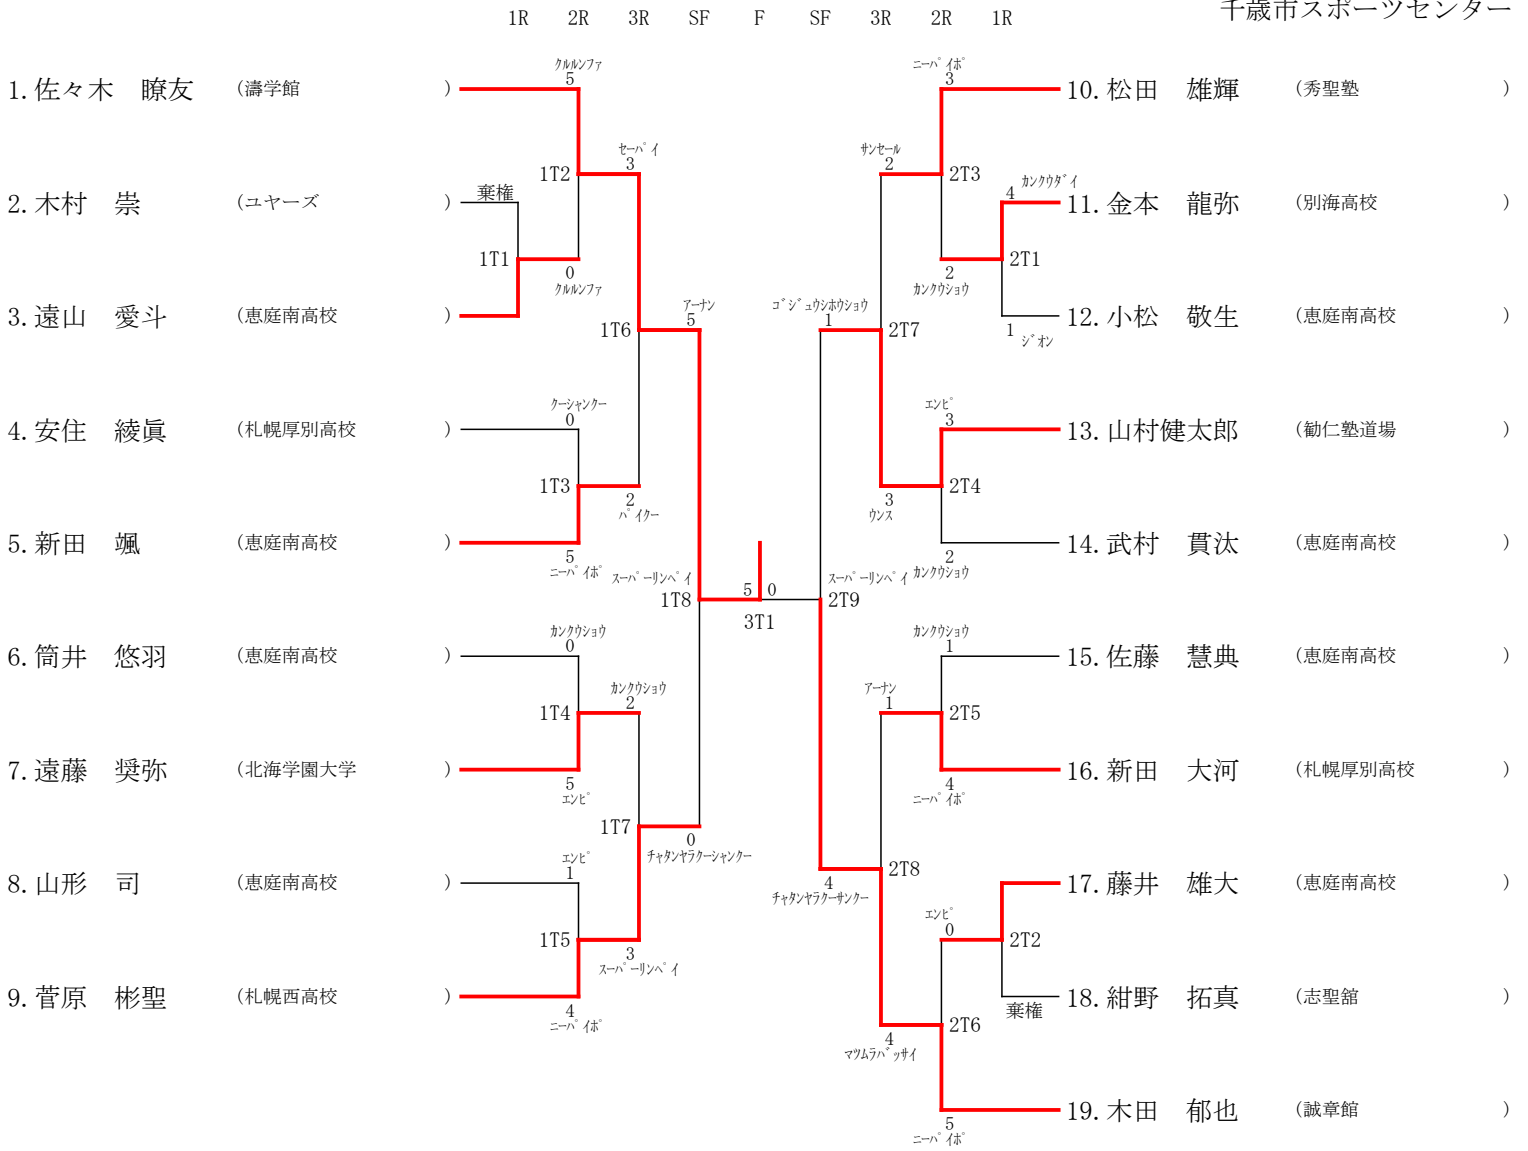 千歳市スポーツセンター
1R 2R 3R SF F SF 3R 2R 1R
1. 佐々木 瞭友 (濤学館 )
2. 木村 崇 (ユヤーズ )
3. 遠山 愛斗 (恵庭南高校 )
4. 安住 綾眞 (札幌厚別高校 )
5. 新田 颯 (恵庭南高校 )
6. 筒井 悠羽 (恵庭南高校 )
7. 遠藤 奨弥 (北海学園大学 )
8. 山形 司 (恵庭南高校 )
9. 菅原 彬聖 (札幌西高校 )
クルルンファ
5
1T2
棄権
1T1
0
クルルンファ
セーパイ
3
1T6
クーシャンクー
0
1T3
2
パイクー
5
ニーパイポ
アーナン
5
スーパーリンペイ
1T8
カンクウショウ
0
1T4
カンクウショウ
2
5
エンピ
1T7
0
チャタンヤラクーシャンクー
エンピ
1
1T5
3
スーパーリンペイ
4
ニーパイポ
5 0
3T1
ニーパイポ
3
サンセール
2
2T3
カンクウダイ
4
2T1
2
カンクウショウ
1
ジオン
ゴジュウシホウショウ
1
2T7
エンピ
3
2T4
3
ウンス
2
カンクウショウ
スーパーリンペイ
2T9
カンクウショウ
1
アーナン
1
2T5
4
ニーパイポ
2T8
4
チャタンヤラクーサンクー
エンピ
0
2T2
棄権
2T6
4
マツムラバッサイ
5
ニーパイポ
10. 松田 雄輝 (秀聖塾 )
11. 金本 龍弥 (別海高校 )
12. 小松 敬生 (恵庭南高校 )
13. 山村健太郎 (勧仁塾道場 )
14. 武村 貫汰 (恵庭南高校 )
15. 佐藤 慧典 (恵庭南高校 )
16. 新田 大河 (札幌厚別高校 )
17. 藤井 雄大 (恵庭南高校 )
18. 紺野 拓真 (志聖舘 )
19. 木田 郁也 (誠章館 )